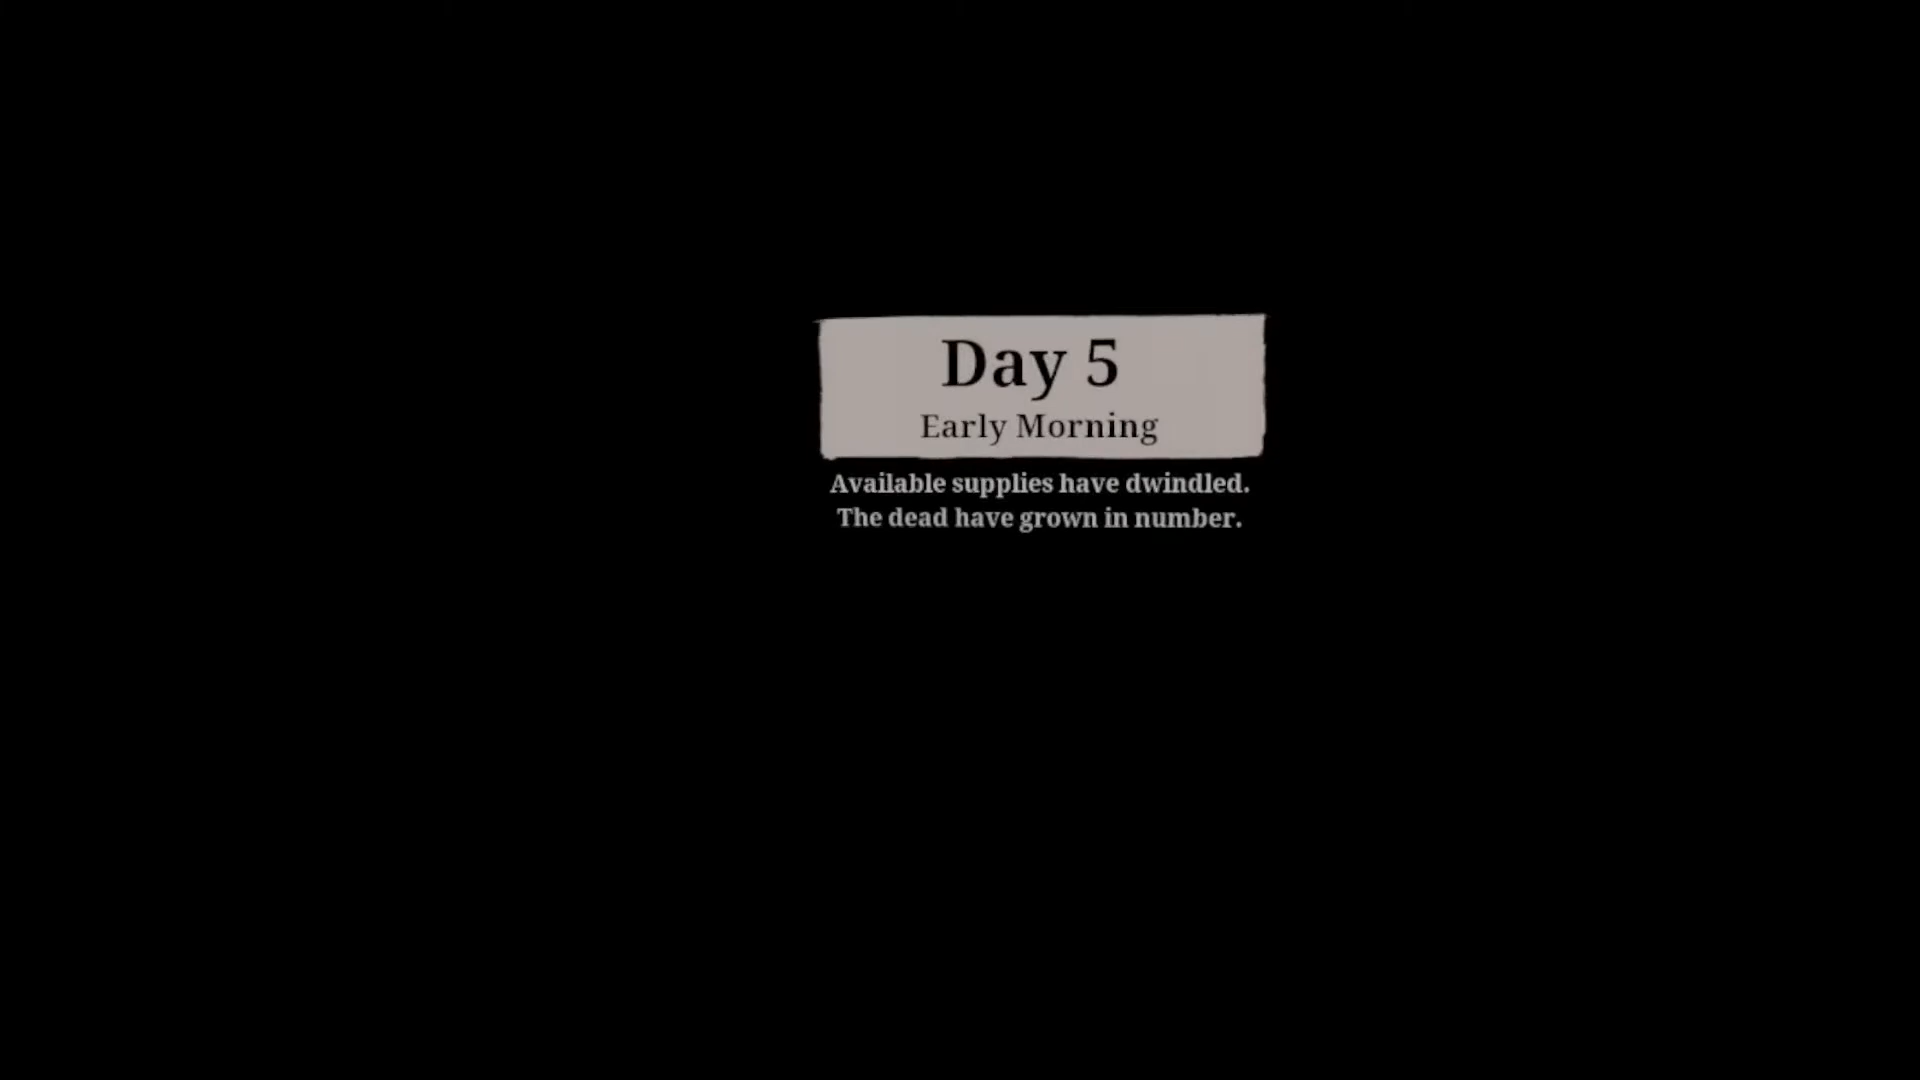 Day 5
Early Morning
Available supplies have dwindled.
The dead have grown in number.